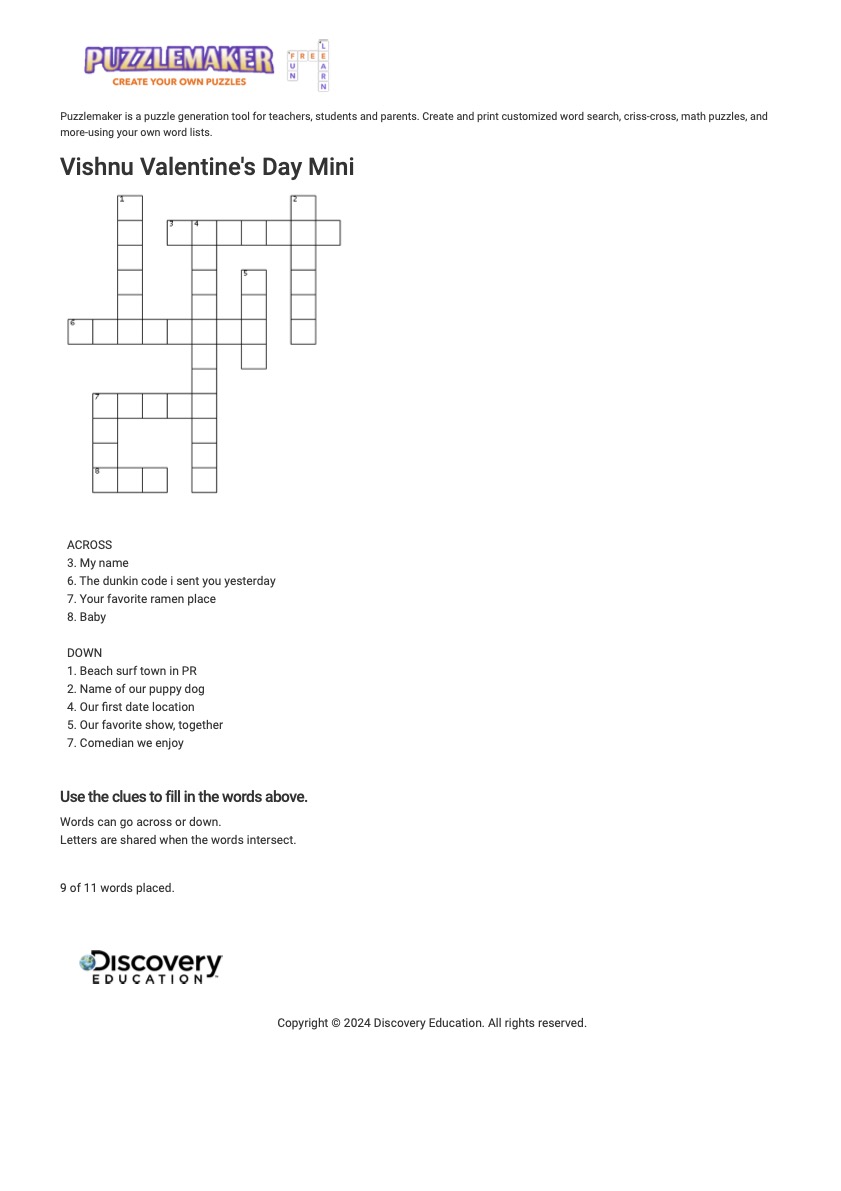 PUZZLEMAKER
CREATE YOUR OWN PUZZLES
FREE
FUN
LEARN
Puzzlemaker is a puzzle generation tool for teachers, students and parents. Create and print customized word search, criss-cross, math puzzles, and
more-using your own word lists.
Vishnu Valentine's Day Mini
1
2
3
4
5
6
7
8
ACROSS
3. My name
6. The dunkin code i sent you yesterday
7. Your favorite ramen place
8. Baby
DOWN
1. Beach surf town in PR
2. Name of our puppy dog
4. Our first date location
5. Our favorite show, together
7. Comedian we enjoy
Use the clues to fill in the words above.
Words can go across or down.
Letters are shared when the words intersect.
9 of 11 words placed.
Discovery
EDUCATION™
Copyright © 2024 Discovery Education. All rights reserved.